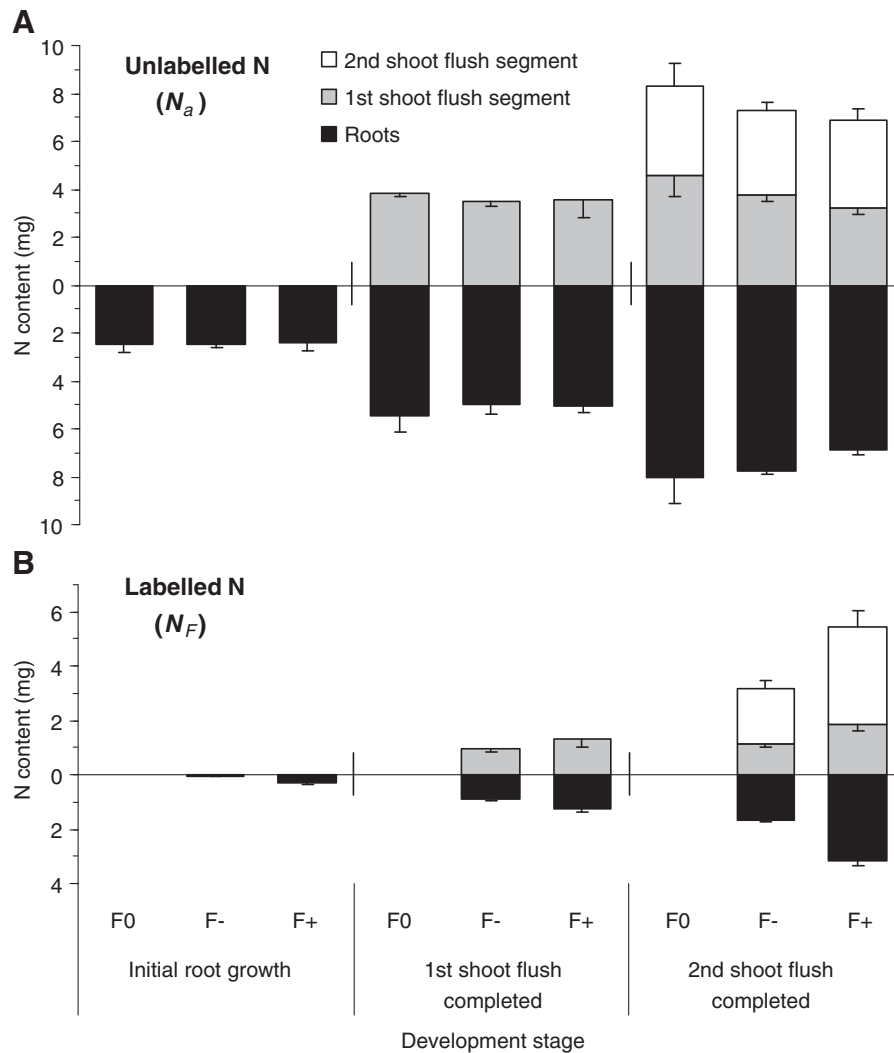 A
Unlabelled N
(Na)
2nd shoot flush segment
1st shoot flush segment
Roots
N content (mg)
10
8
6
4
2
0
2
4
6
8
10
B
Labelled N
(NF)
N content (mg)
6
4
2
0
2
4
F0 F- F+ F0 F- F+ F0 F- F+
Initial root growth 1st shoot flush 2nd shoot flush
completed completed
Development stage